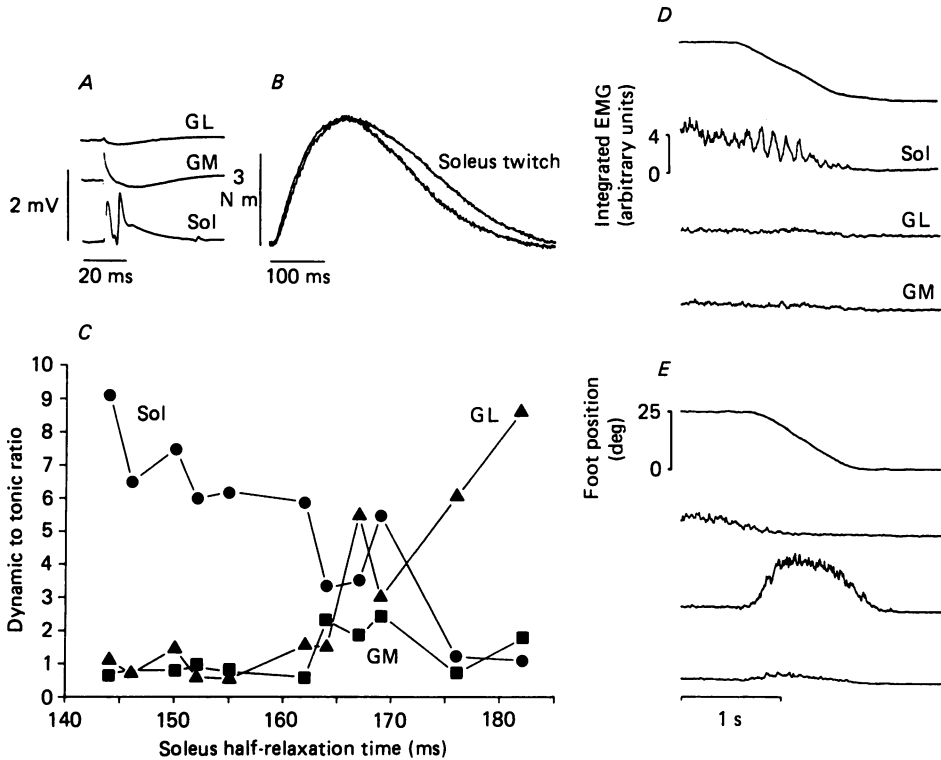 A
GL
GM
Sol
2 mV
20 ms
B
Soleus twitch
3
N m
100 ms
C
10
9
8
7
6
5
4
3
2
1
0
Dynamic to tonic ratio
Sol
GL
GM
140
150
160
170
180
Soleus half-relaxation time (ms)
D
Integrated EMG
(arbitrary units)
4
0
Sol
GL
GM
E
Foot position
(deg)
25
0
1 s